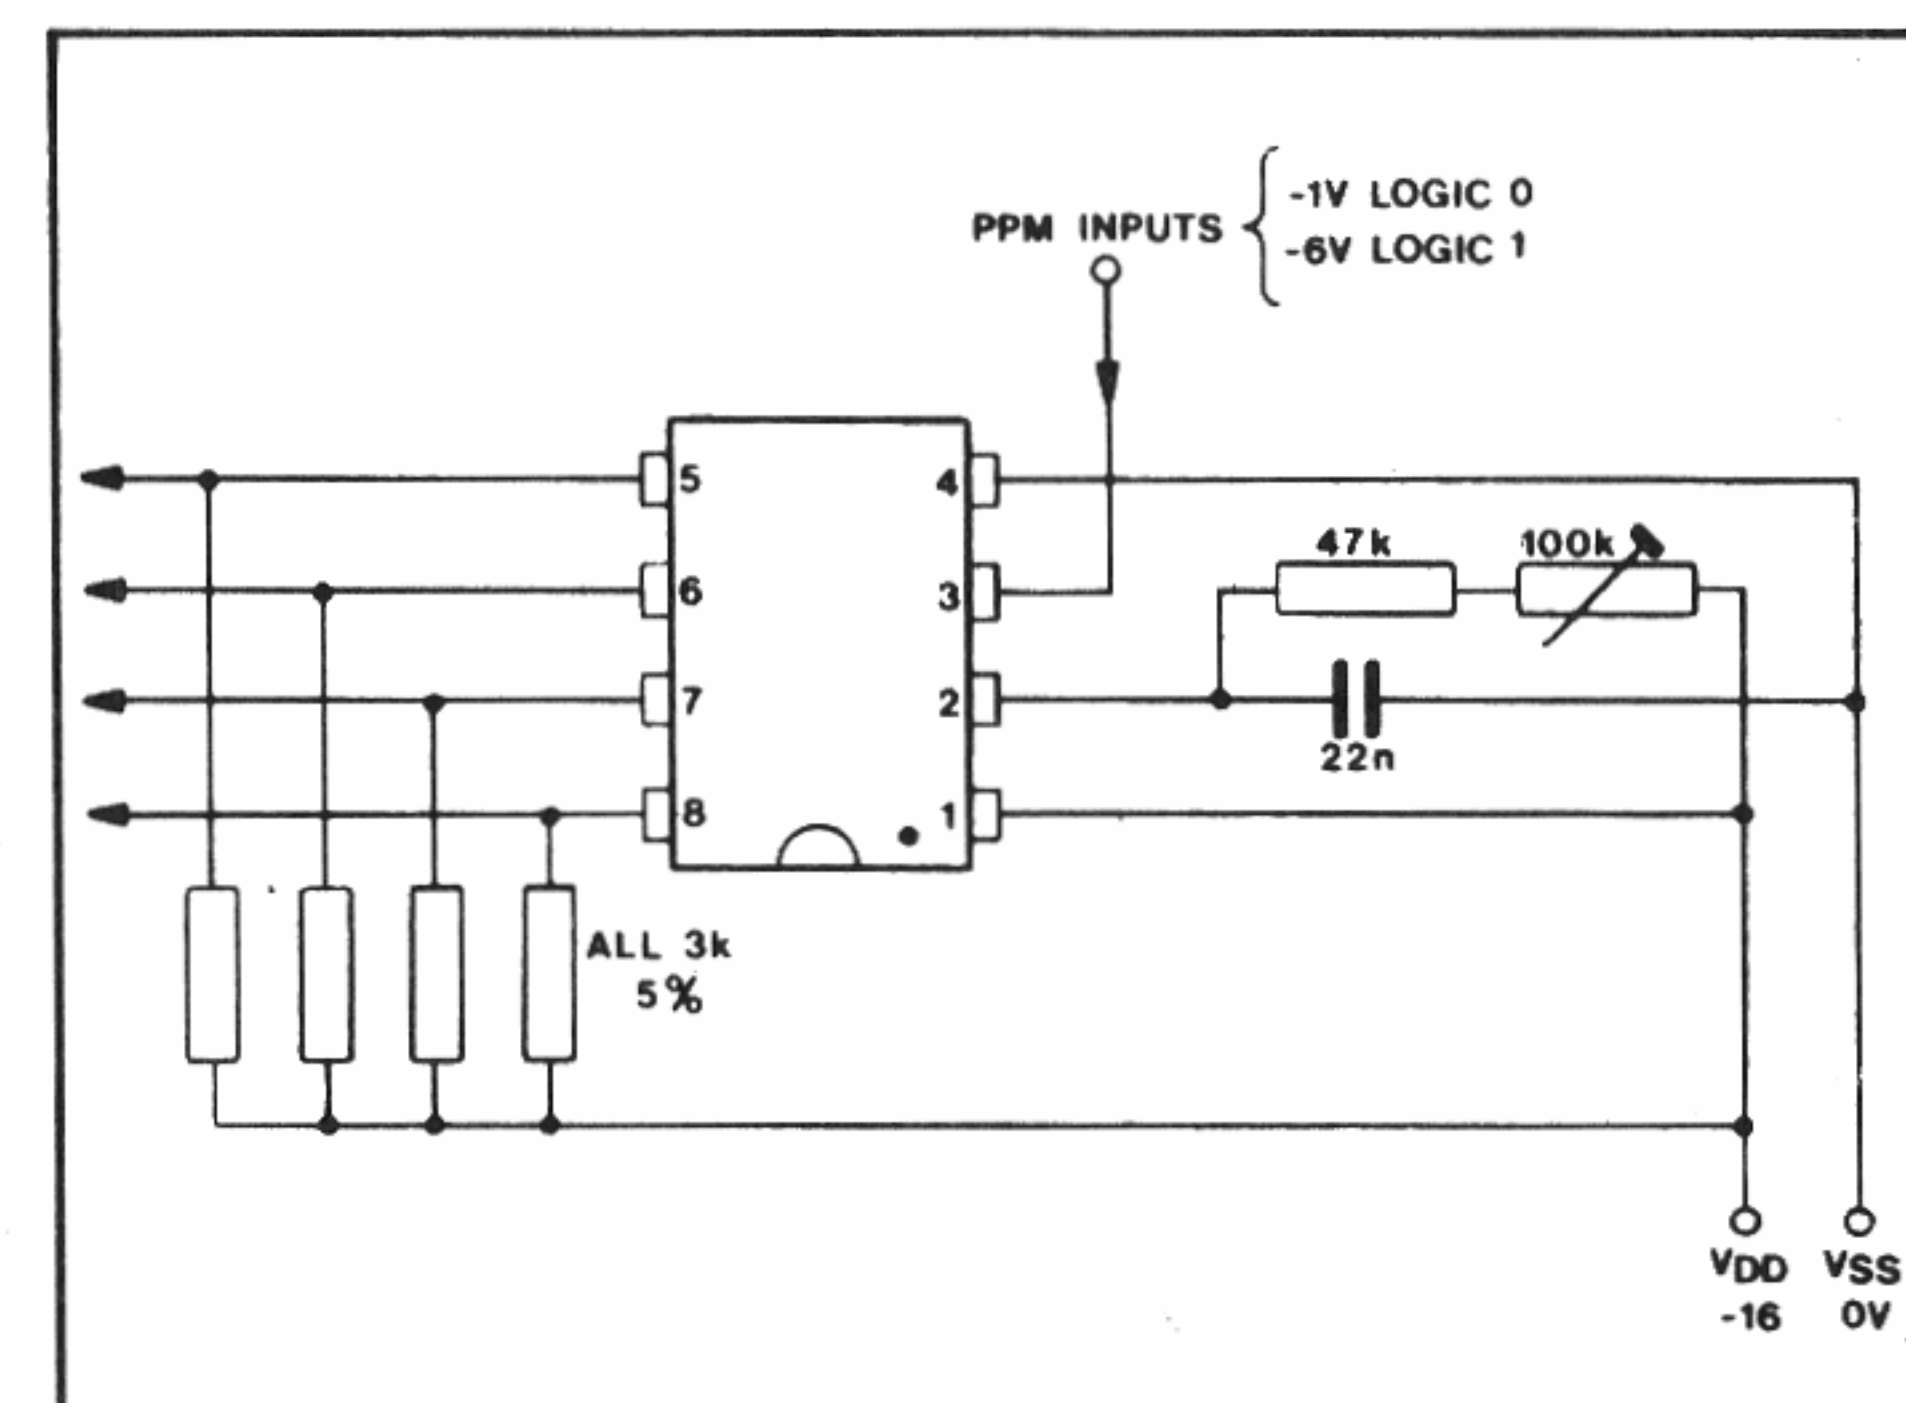 -1V LOGIC 0
PPM INPUTS
-6V LOGIC 1
5 4
47k 100k
6 3
7 2
22n
8 1
ALL 3k
5%
VDD VSS
-16 0V